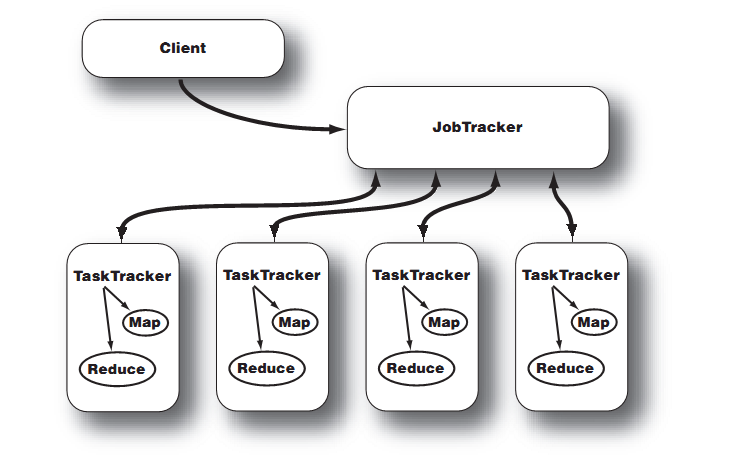 Client
JobTracker
TaskTracker
Map
Reduce
TaskTracker
Map
Reduce
TaskTracker
Map
Reduce
TaskTracker
Map
Reduce